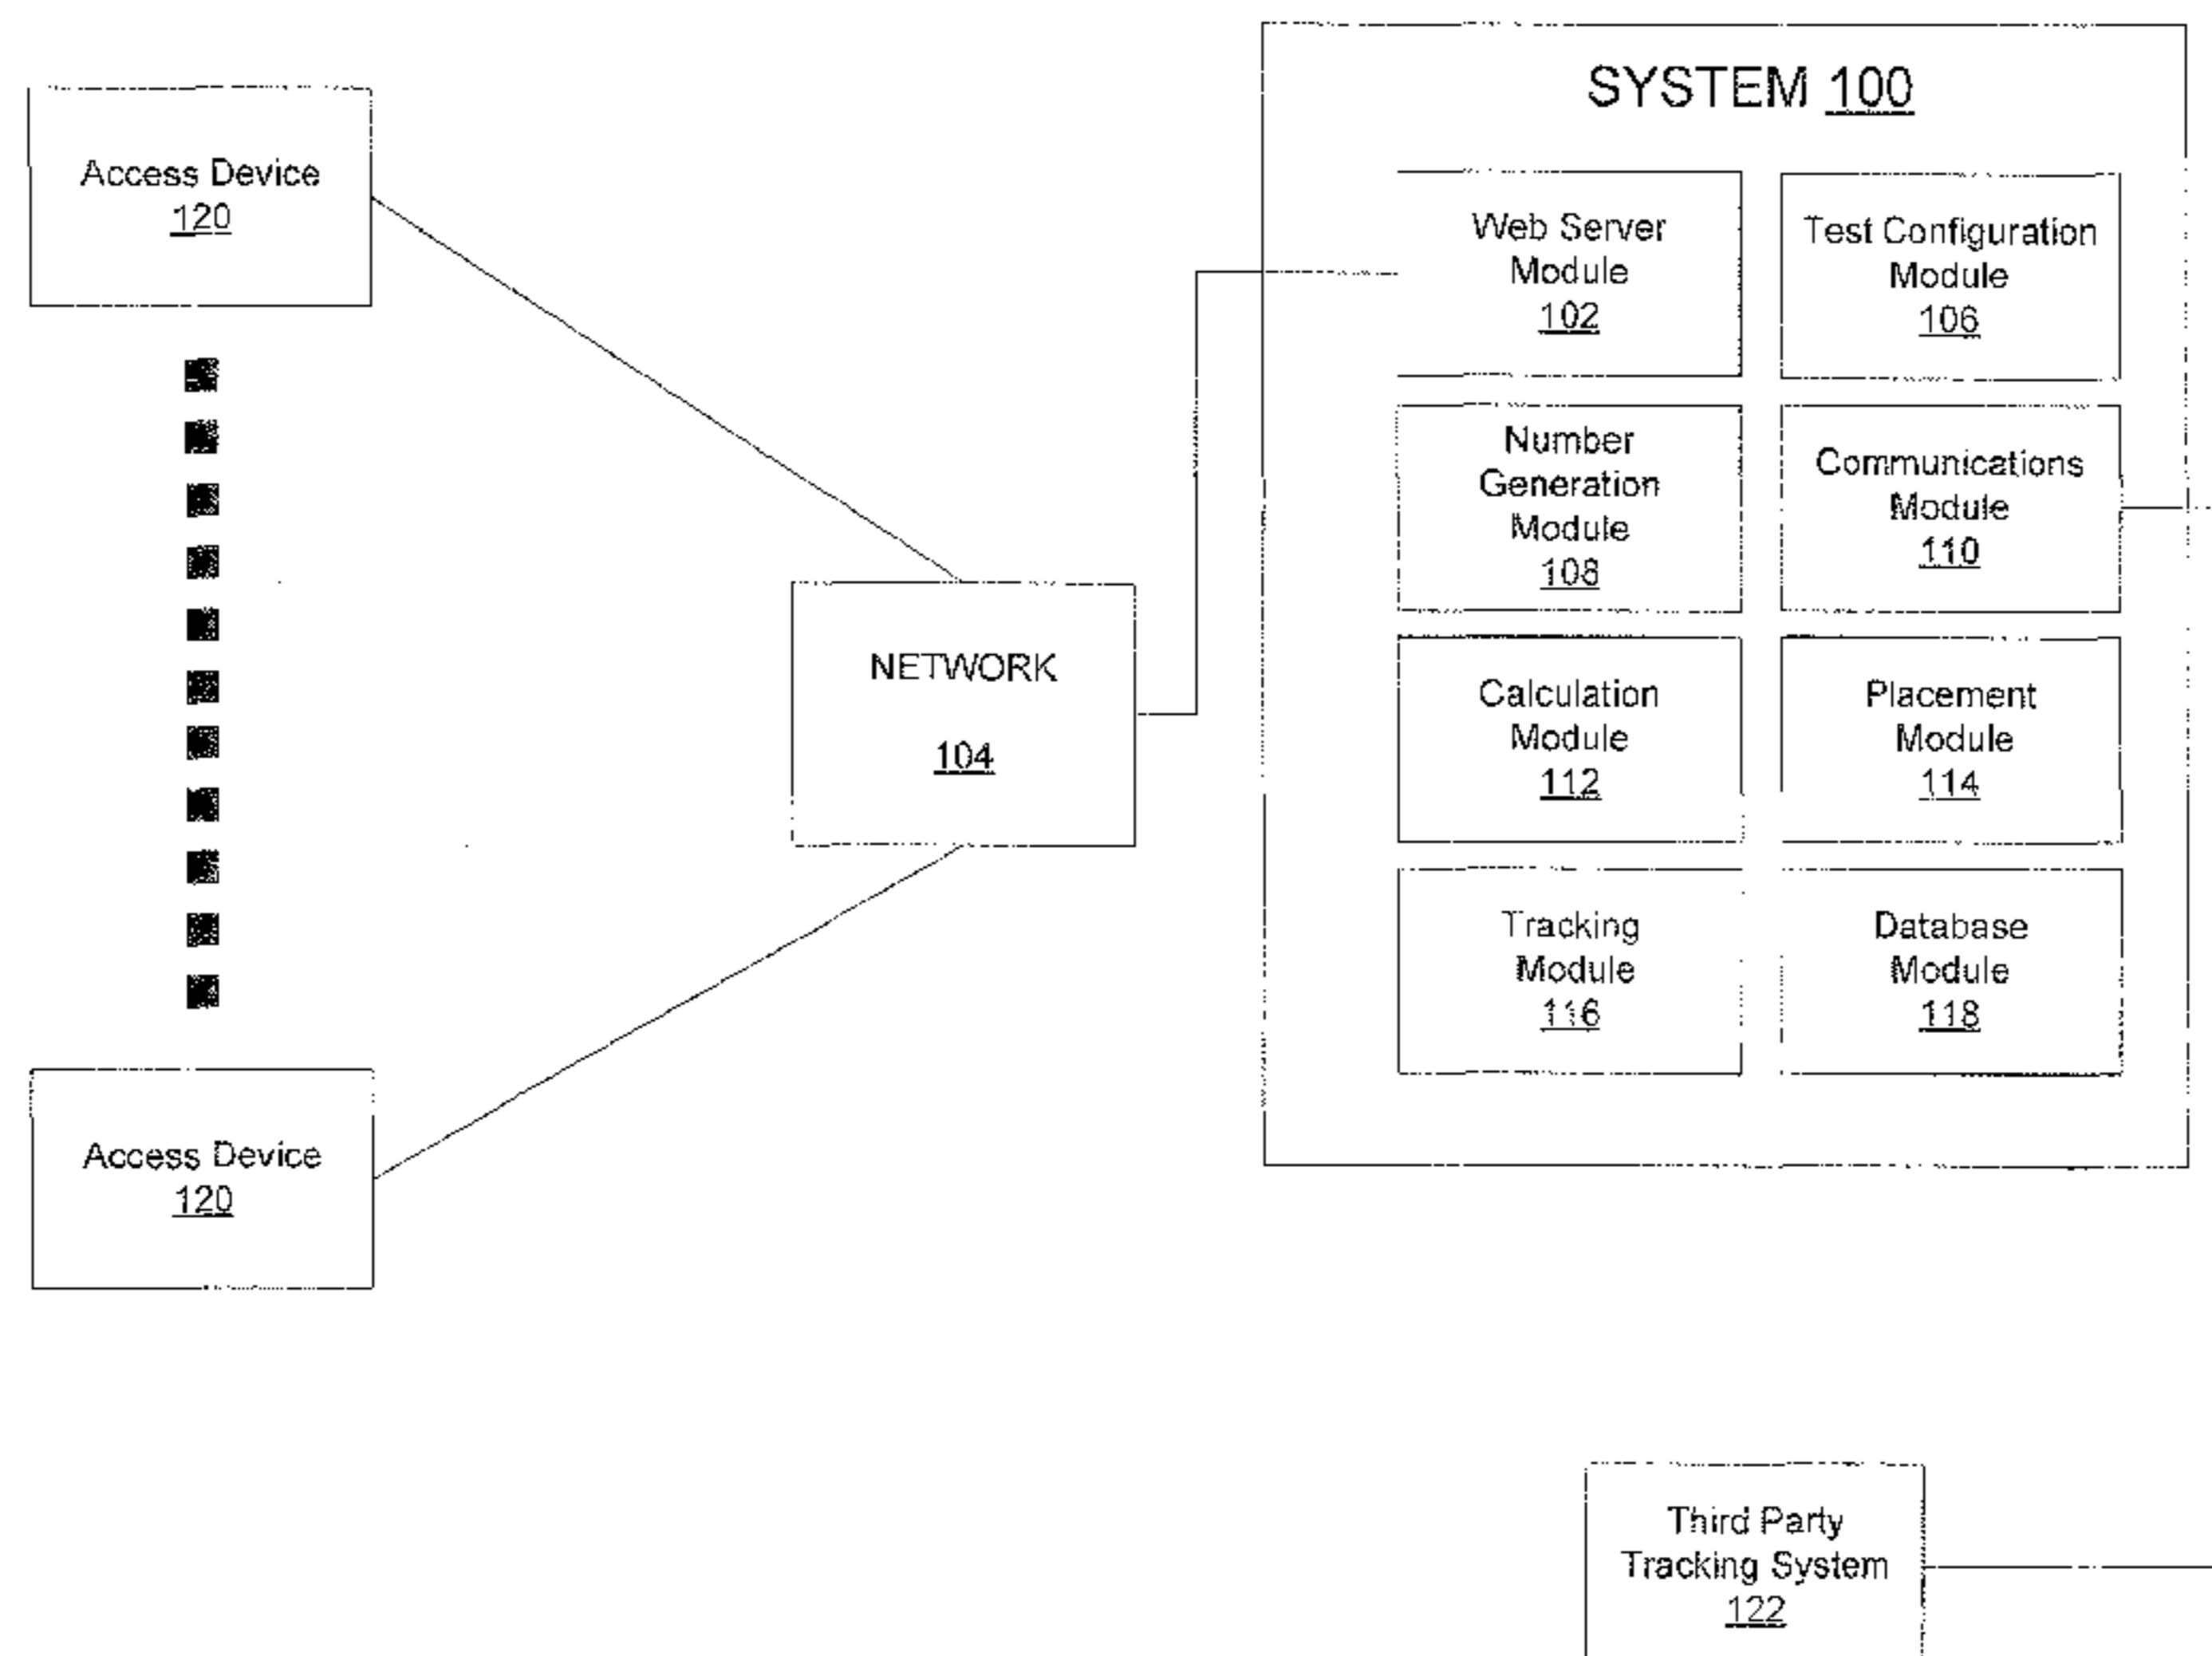 SYSTEM 100
Access Device
120
Web Server
Module
102
Test Configuration
Module
106
Number
Generation
Module
108
Communications
Module
110
NETWORK
104
Calculation
Module
112
Placement
Module
114
Tracking
Module
116
Database
Module
118
Access Device
120
Third Party
Tracking System
122